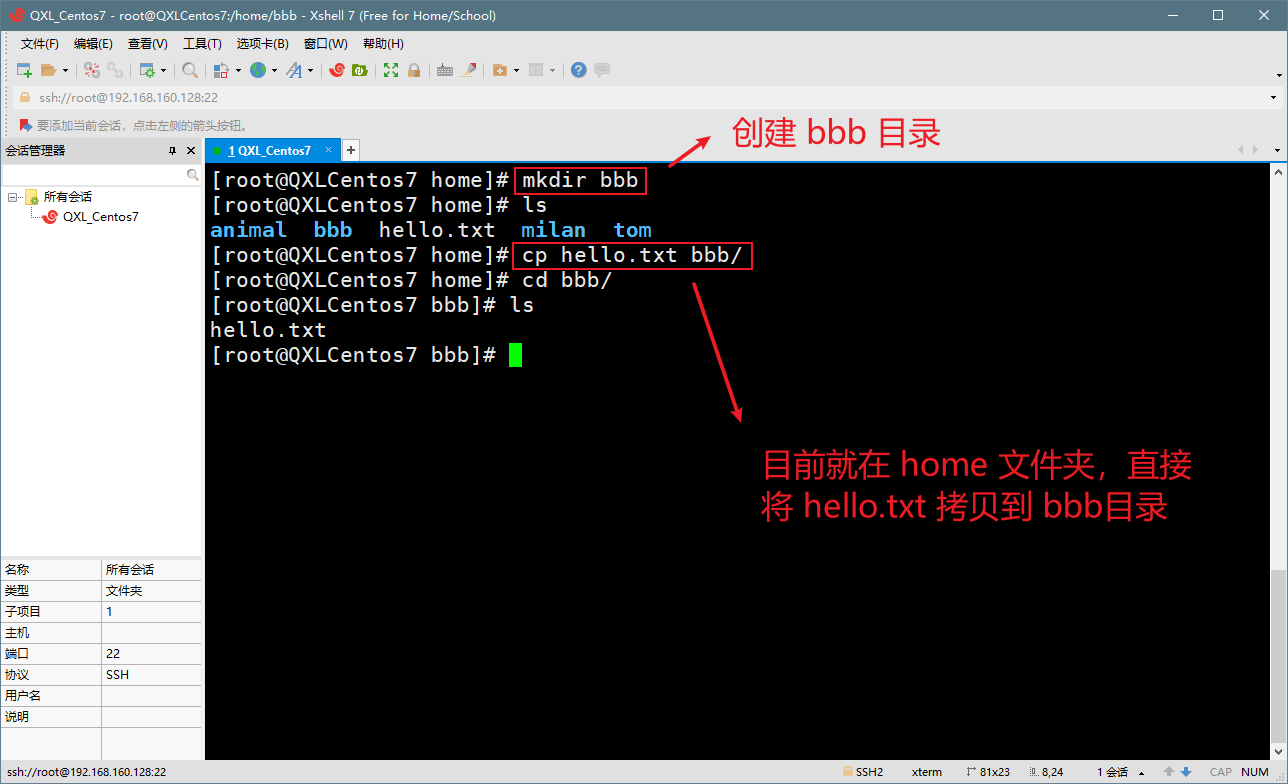 QXL_Centos7 - root@QXLCentos7:/home/bbb - Xshell 7 (Free for Home/School)
文件(F) 编辑(E) 查看(V) 工具(T) 选项卡(B) 窗口(W) 帮助(H)
ssh://root@192.168.160.128:22
要添加当前会话，点击左侧的箭头按钮。
会话管理器
1 QXL_Centos7
所有会话
QXL_Centos7
创建 bbb 目录
[root@QXLCentos7 home]# mkdir bbb
[root@QXLCentos7 home]# ls
animal bbb hello.txt milan tom
[root@QXLCentos7 home]# cp hello.txt bbb/
[root@QXLCentos7 home]# cd bbb/
[root@QXLCentos7 bbb]# ls
hello.txt
[root@QXLCentos7 bbb]#
目前就在 home 文件夹，直接
将 hello.txt 拷贝到 bbb目录
名称 所有会话
类型 文件夹
子项目 1
主机
端口 22
协议 SSH
用户名
说明
ssh://root@192.168.160.128:22 SSH2 xterm 81x23 8,24 1 会话 CAP NUM